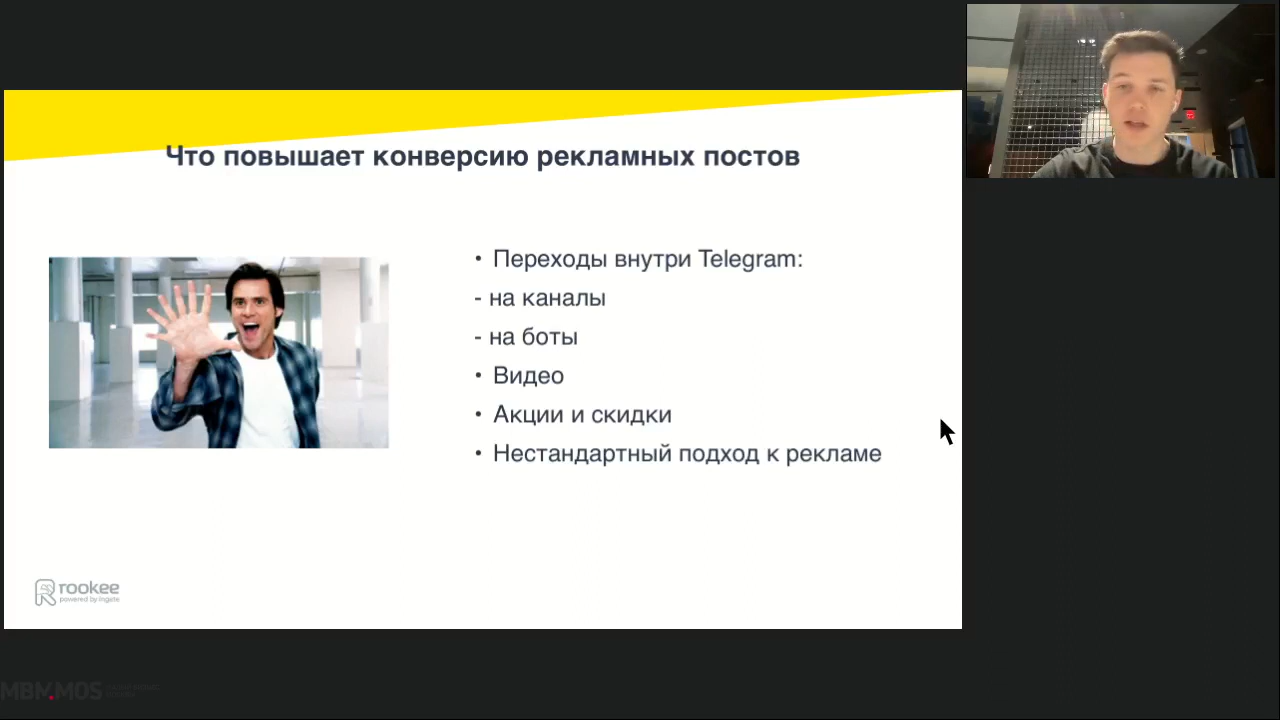 Что повышает конверсию рекламных постов
• Переходы внутри Telegram:
- на каналы
- на боты
• Видео
• Акции и скидки
• Нестандартный подход к рекламе
rookee
powered by Ingate
MBM.MOS